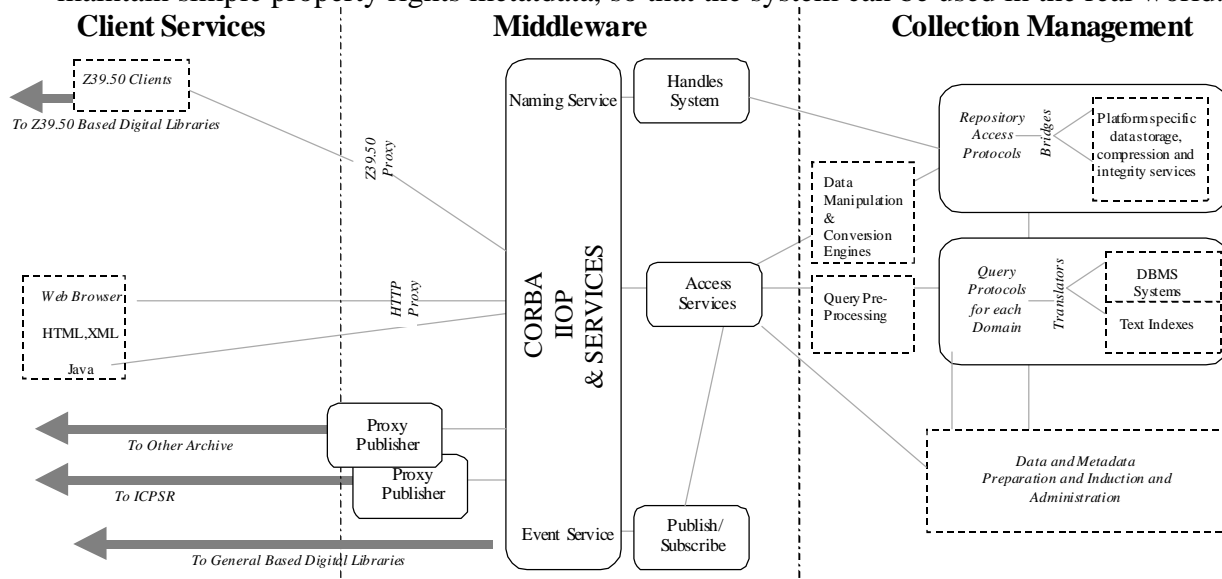 maintain simple property rights metatdata, so that the system can be used in the real world.
Client Services
Middleware
Collection Management
Z39.50 Clients
To Z39.50 Based Digital Libraries
Z39.50
Proxy
Web Browser
HTML,XML
Java
HTTP
Proxy
To Other Archive
Proxy
Publisher
To ICPSR
Proxy
Publisher
To General Based Digital Libraries
Naming Service
CORBA
IIOP
& SERVICES
Event Service
Handles
System
Access
Services
Publish/
Subscribe
Data
Manipulation
&
Conversion
Engines
Query Pre-
Processing
Repository
Access
Protocols
Bridges
Platform specific
data storage,
compression and
integrity services
Query
Protocols
for each
Domain
Translators
DBMS
Systems
Text Indexes
Data and Metadata
Preparation and Induction and
Administration